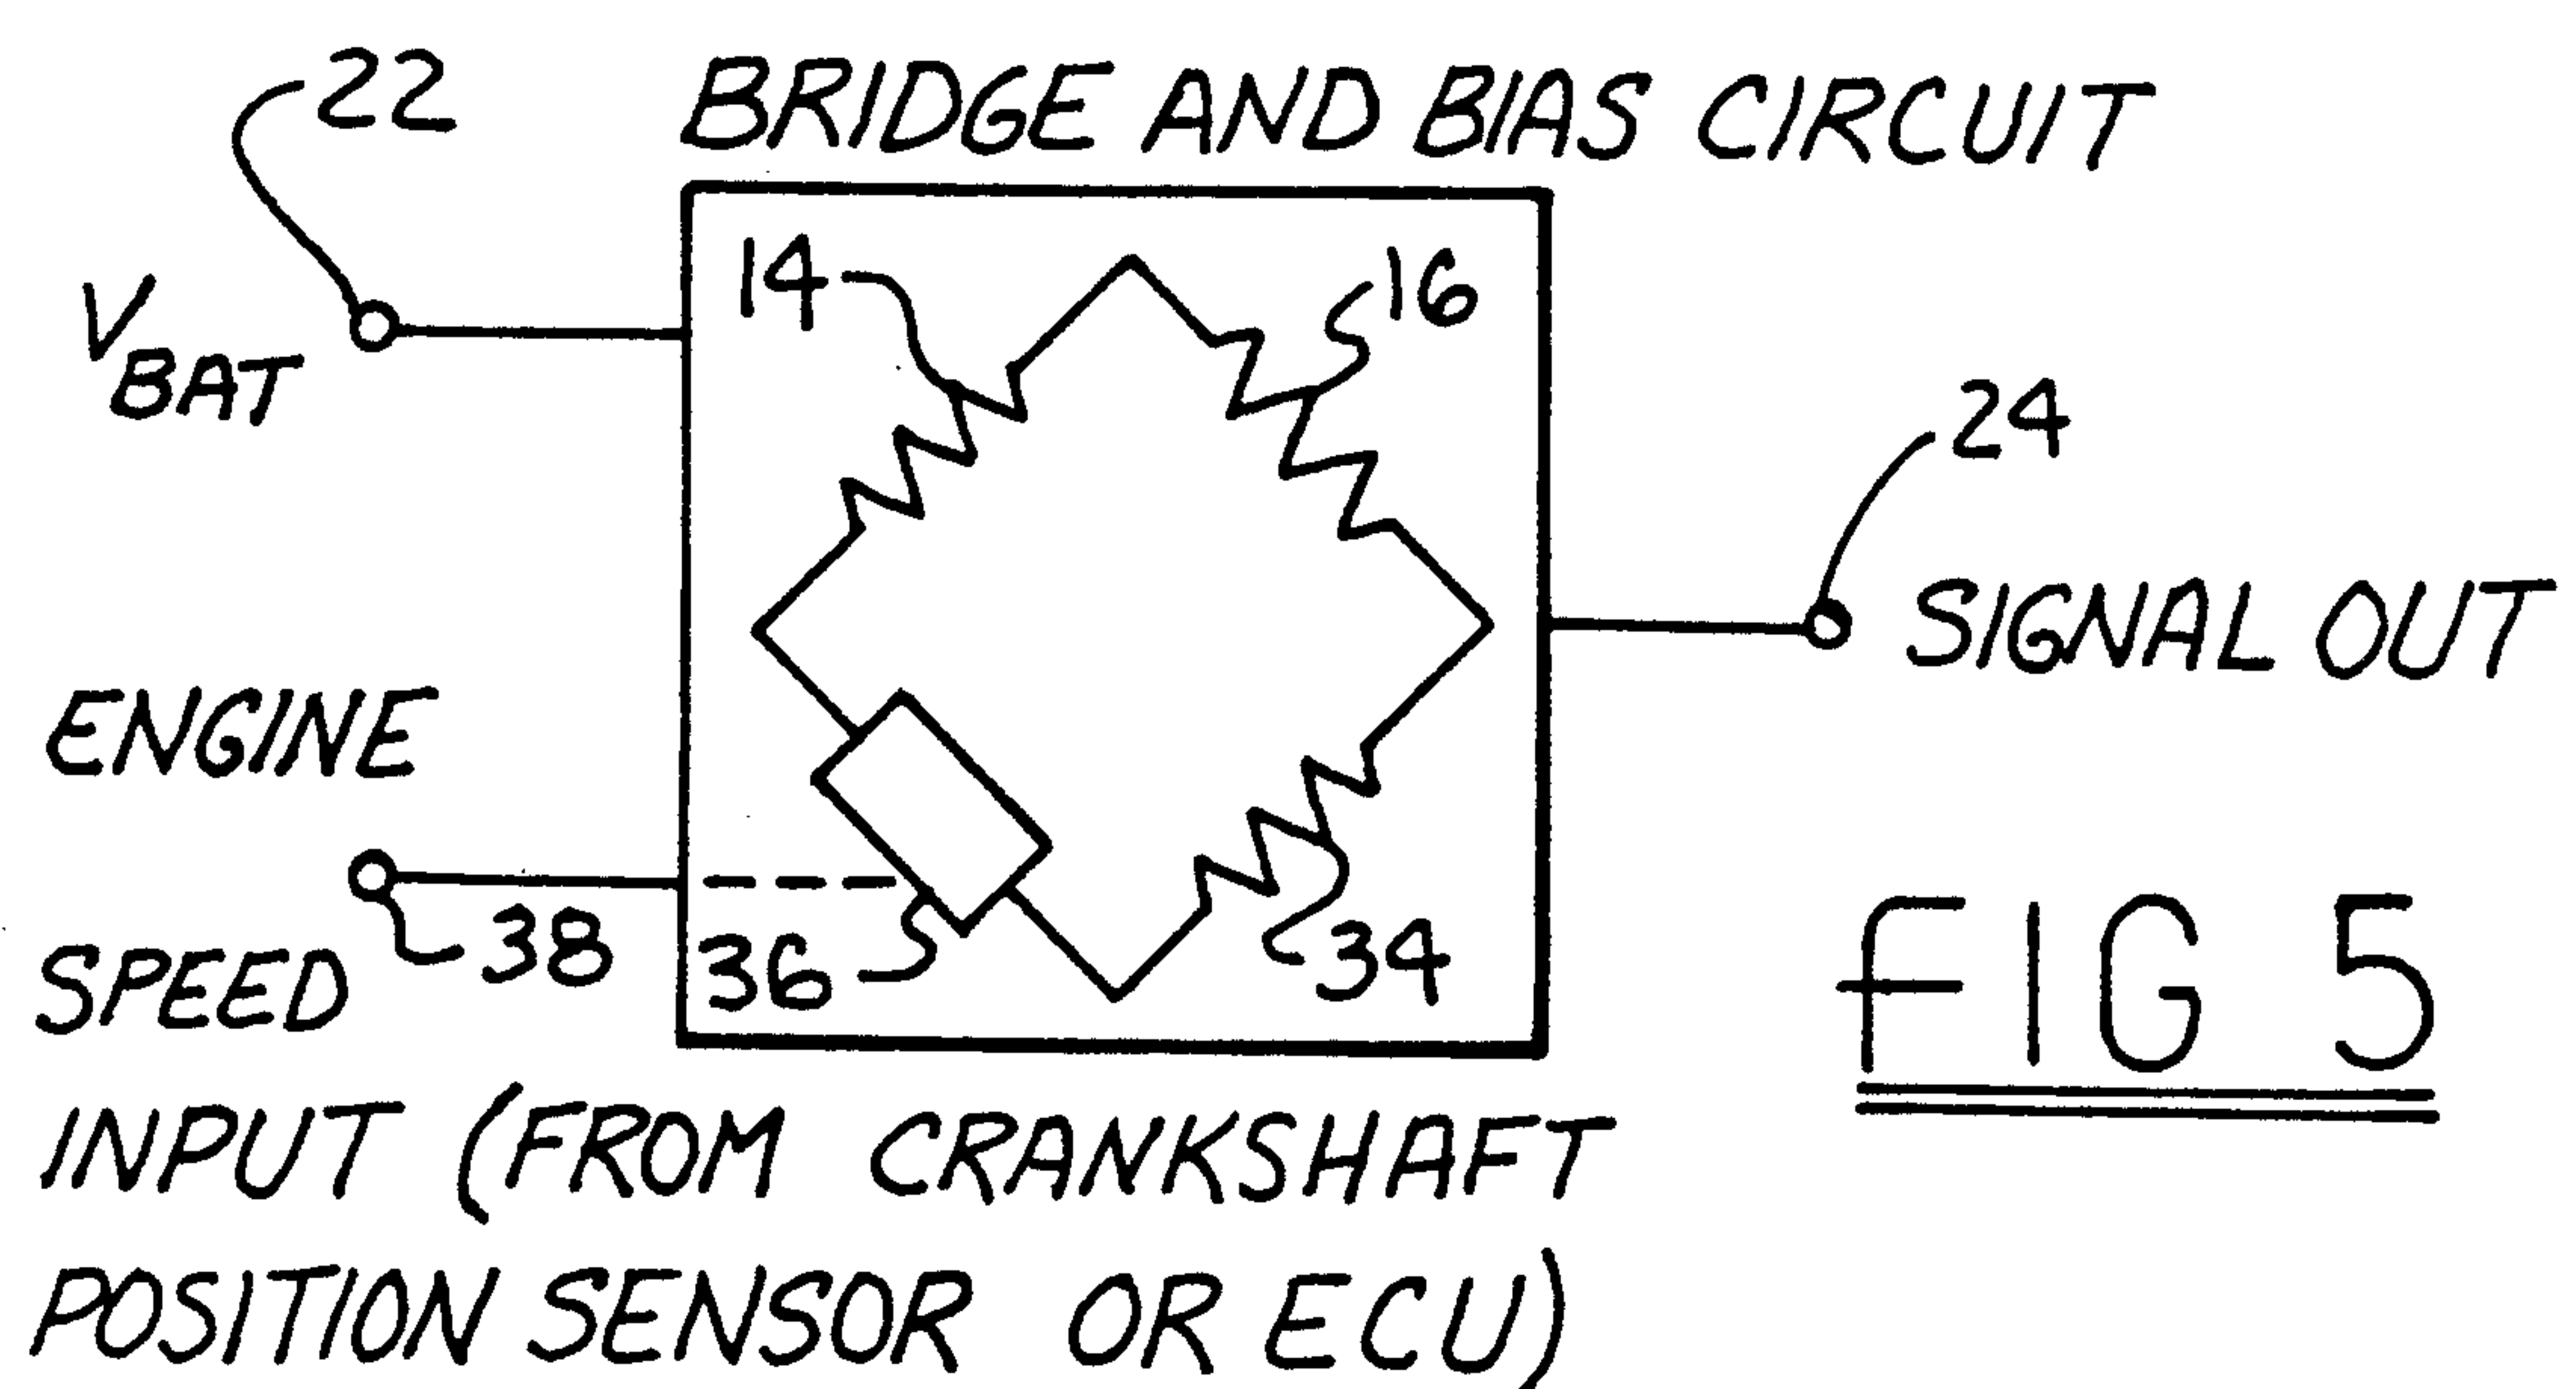 22
BRIDGE AND BIAS CIRCUIT
14
16
V BAT
24
SIGNAL OUT
ENGINE
38
36
34
SPEED
INPUT (FROM CRANKSHAFT
POSITION SENSOR OR ECU)
FIG 5